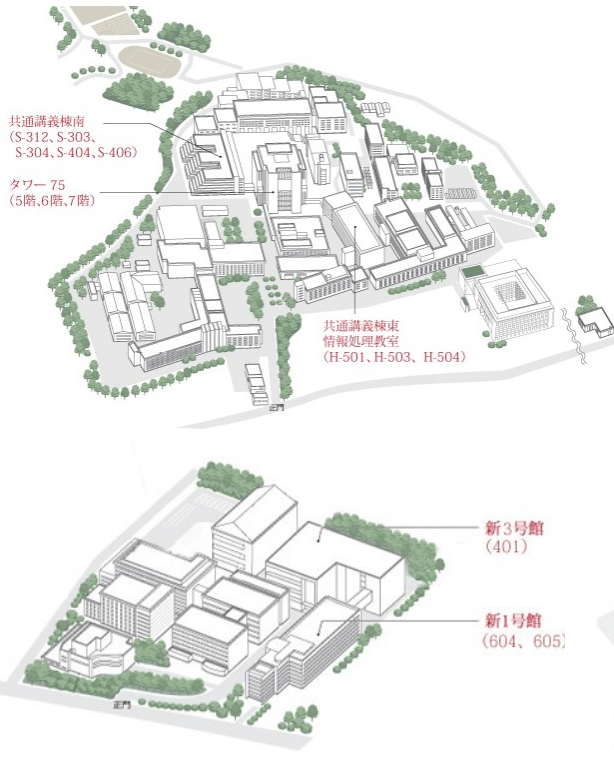 共通講義棟南
(S-312、S-303、
S-304、S-404、S-406)
タワー 75
(5階、6階、7階)
共通講義棟東
情報処理教室
(H-501、H-503、H-504)
正門
新3号館
(401)
新1号館
(604、605)
正門